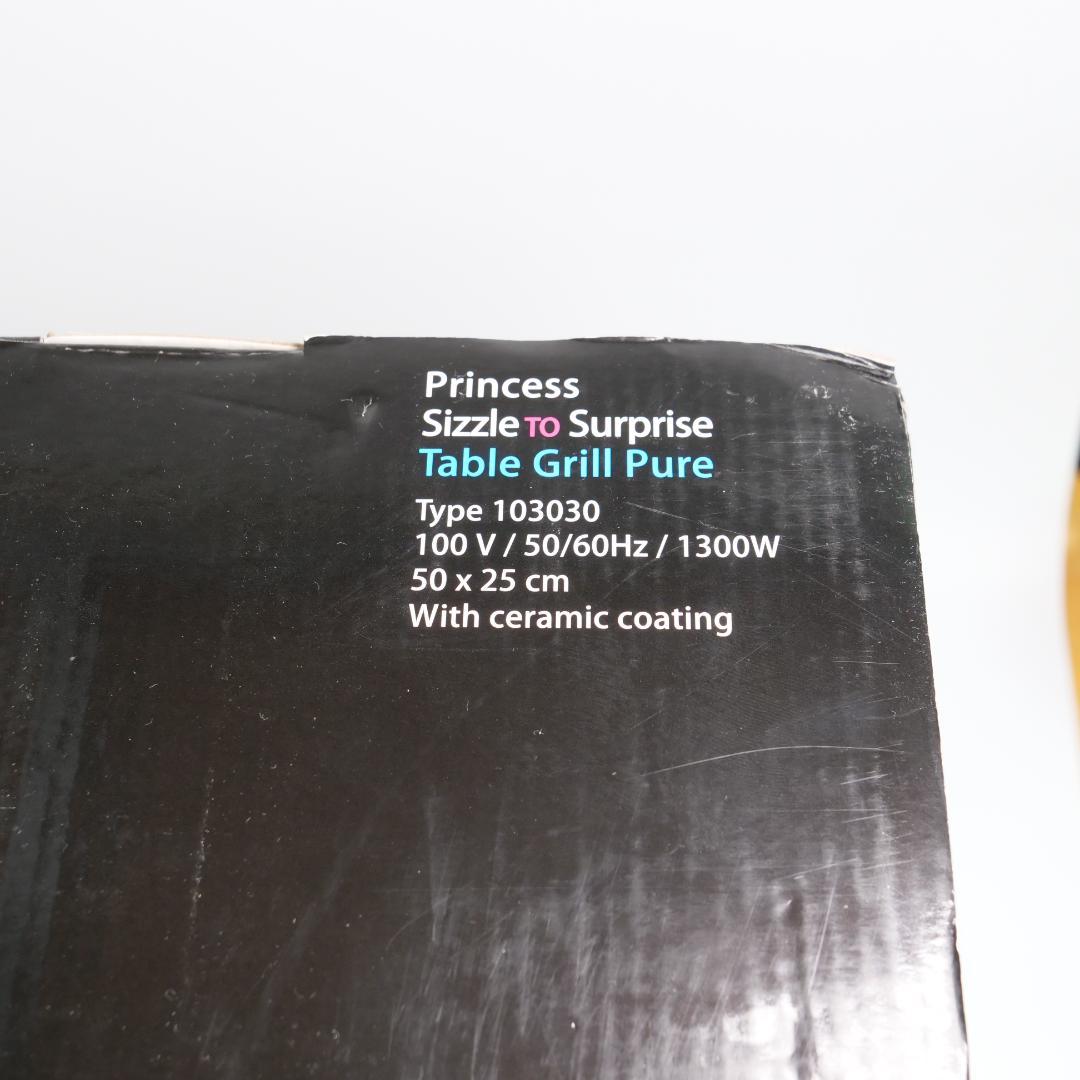 Princess
Sizzle TO Surprise
Table Grill Pure
Type 103030
100 V / 50/60Hz / 1300W
50 x 25 cm
With ceramic coating